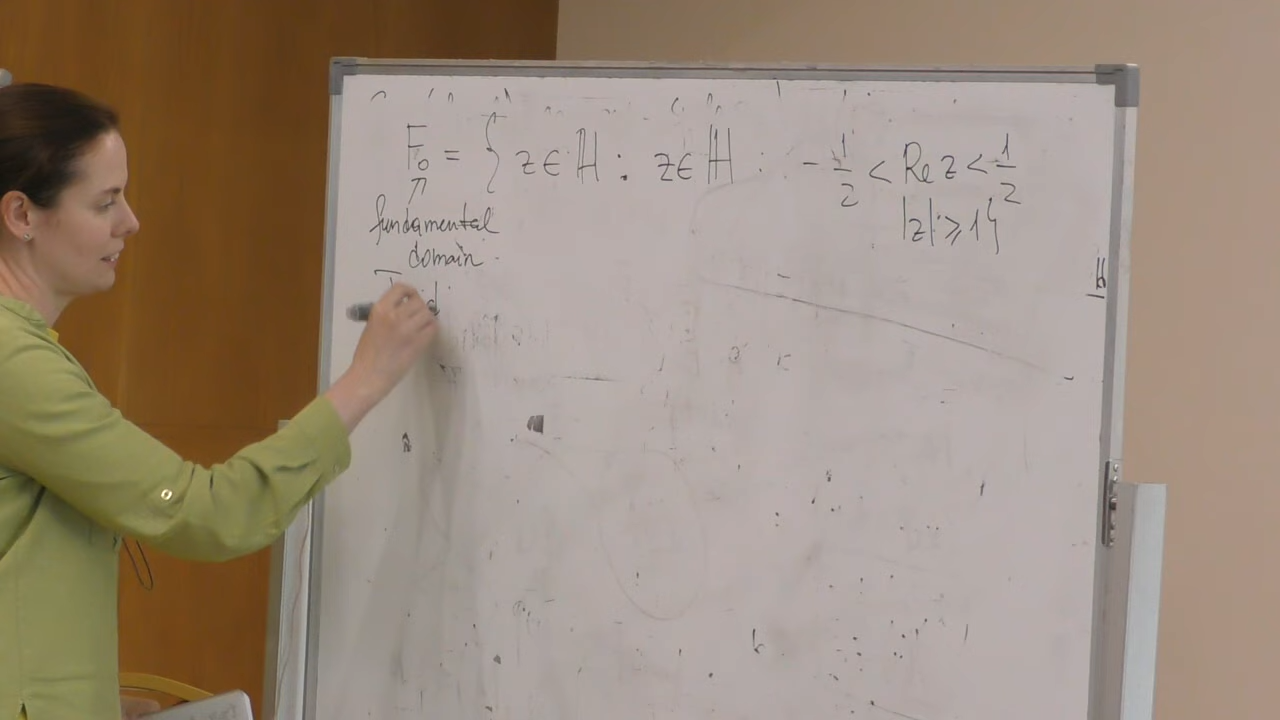 F₀ = { z ∈ ℍ : z ∈ ℍ : - 1/2 < Re z < 1/2
|z| ≥ 1}
fundamental
domain.